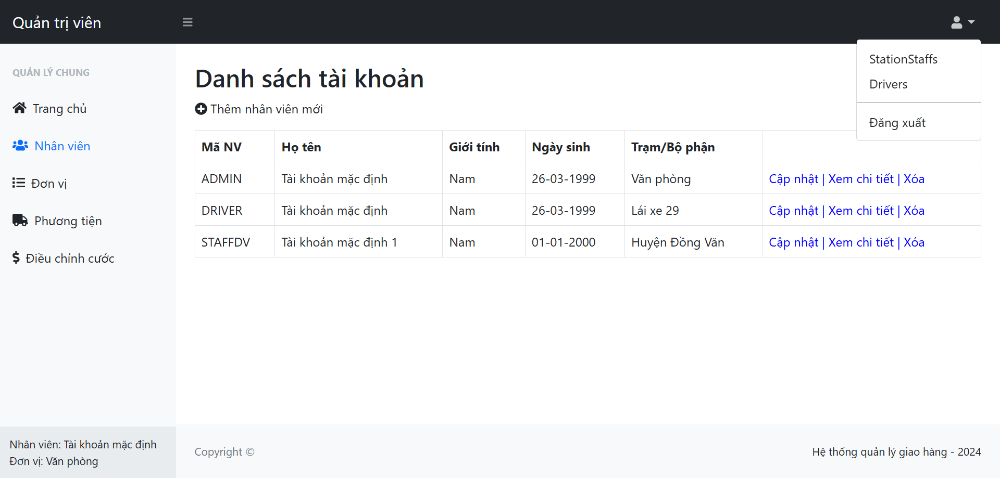 Quản trị viên
StationStaffs
Drivers
Đăng xuất
QUẢN LÝ CHUNG
Trang chủ
Nhân viên
Đơn vị
Phương tiện
Điều chỉnh cước
Danh sách tài khoản
Thêm nhân viên mới
Mã NV Họ tên Giới tính Ngày sinh Trạm/Bộ phận
ADMIN Tài khoản mặc định Nam 26-03-1999 Văn phòng Cập nhật | Xem chi tiết | Xóa
DRIVER Tài khoản mặc định Nam 26-03-1999 Lái xe 29 Cập nhật | Xem chi tiết | Xóa
STAFFDV Tài khoản mặc định 1 Nam 01-01-2000 Huyện Đồng Văn Cập nhật | Xem chi tiết | Xóa
Nhân viên: Tài khoản mặc định
Đơn vị: Văn phòng
Copyright ©
Hệ thống quản lý giao hàng - 2024